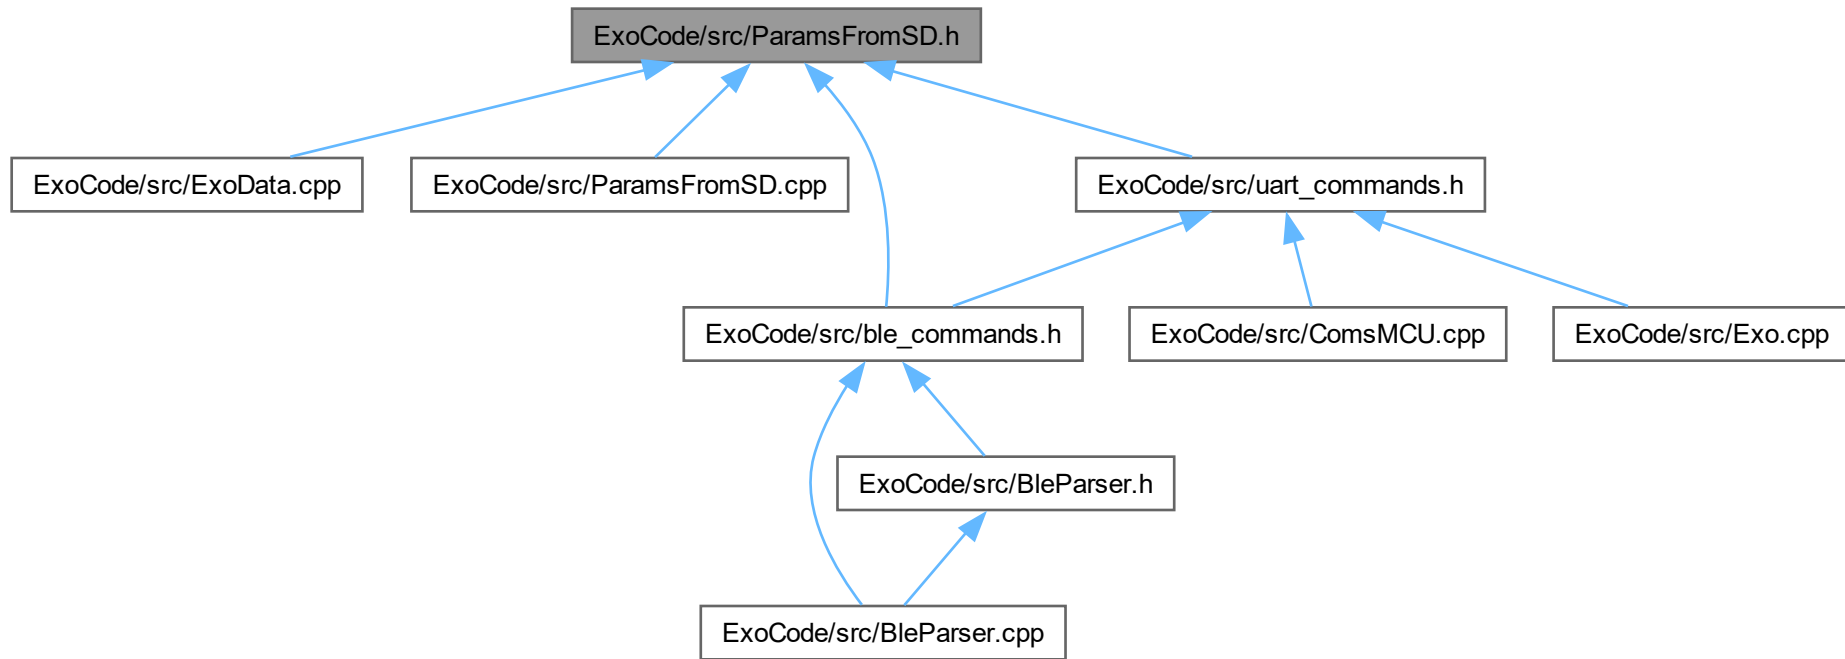 ExoCode/src/ParamsFromSD.h
ExoCode/src/ExoData.cpp
ExoCode/src/ParamsFromSD.cpp
ExoCode/src/uart_commands.h
ExoCode/src/ble_commands.h
ExoCode/src/ComsMCU.cpp
ExoCode/src/Exo.cpp
ExoCode/src/BleParser.h
ExoCode/src/BleParser.cpp